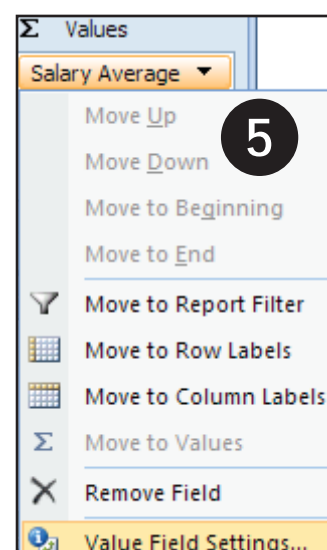 Σ Values
Salary Average
Move Up
5
Move Down
Move to Beginning
Move to End
Move to Report Filter
Move to Row Labels
Move to Column Labels
Σ Move to Values
Remove Field
Value Field Settings...